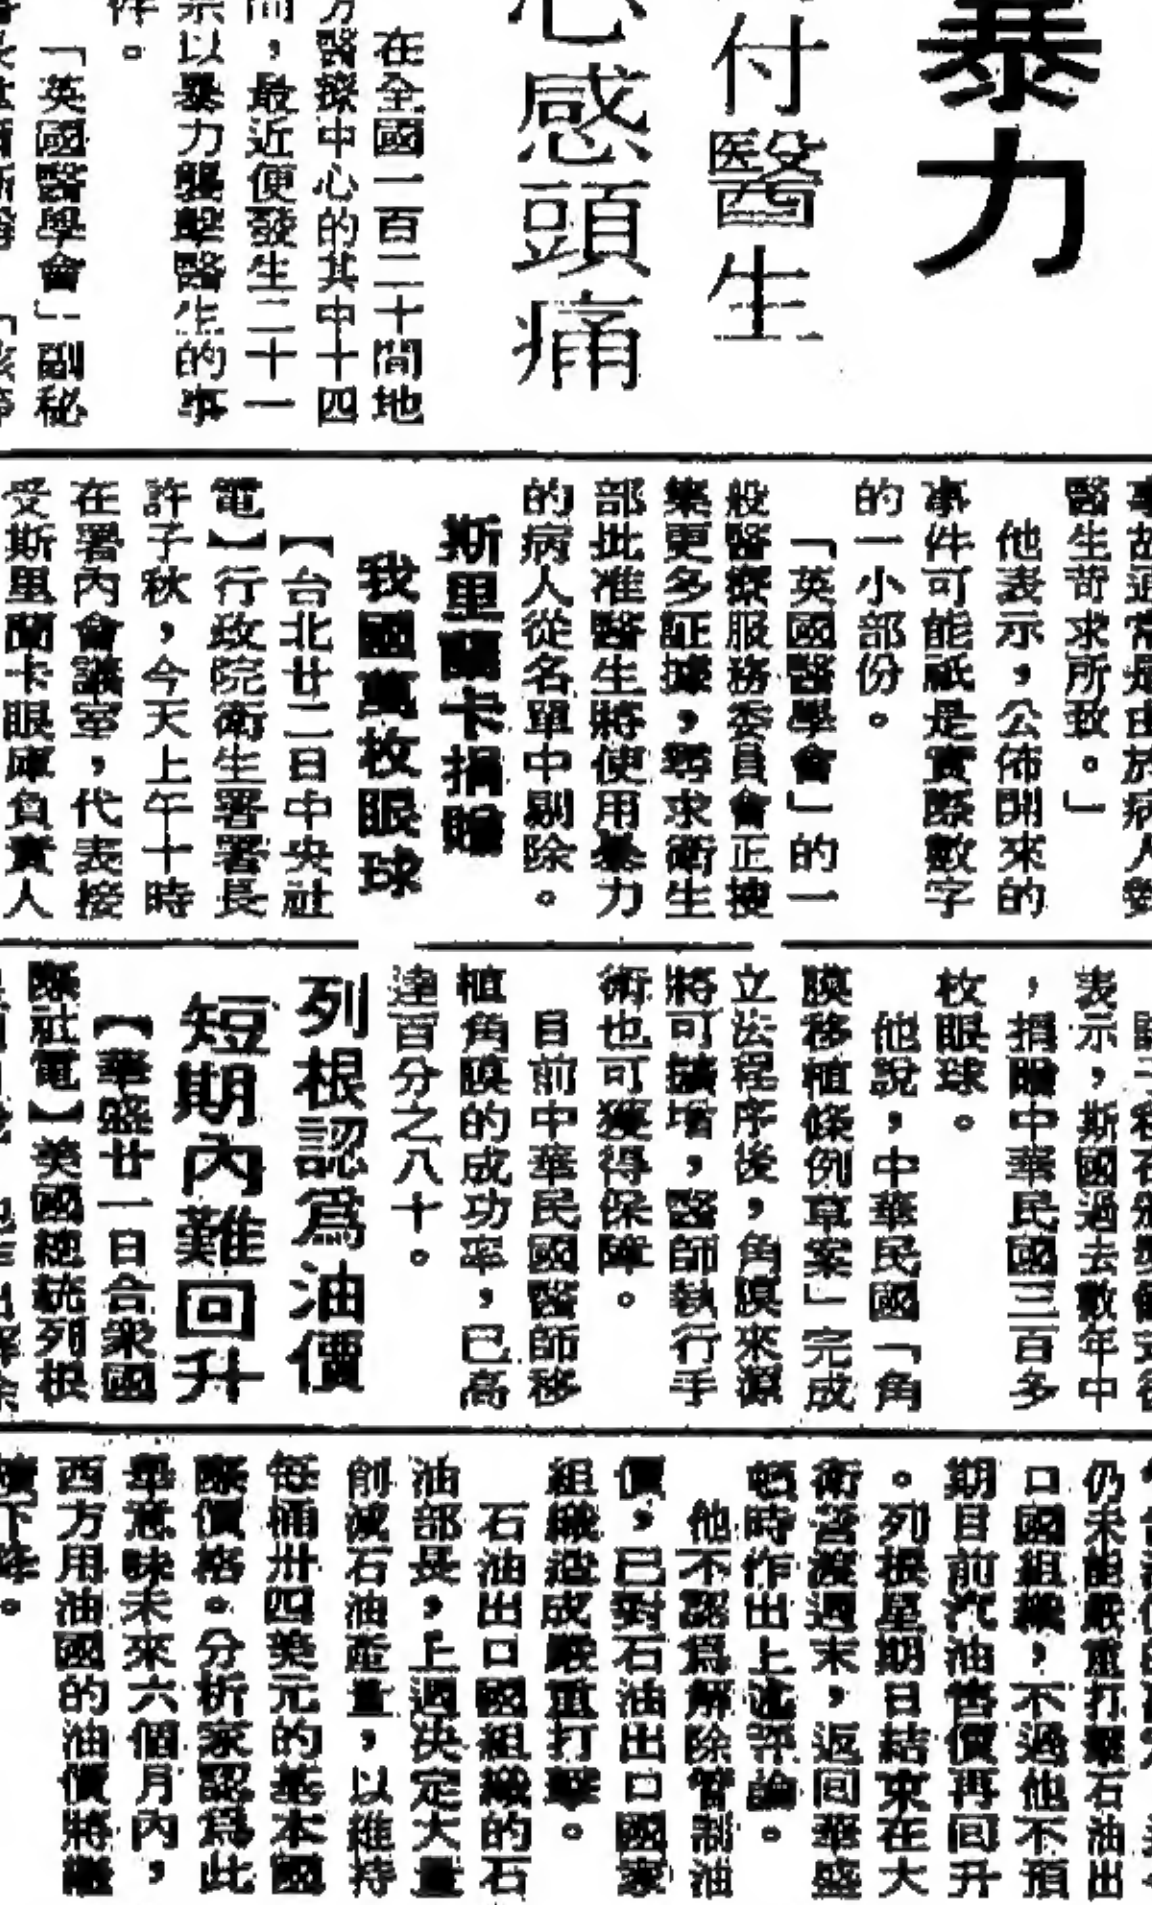 暴力
付醫生
心感頭痛
在全國一百二十間地
方醫療中心的其中十四
間，最近便發生二十一
宗以暴力襲擊醫生的事
件。
「英國醫學會」副秘
事故通常是由於病人對
醫生苛求所致。」
他表示，公佈開來的
事件可能祇是實際數字
的一小部份。
「英國醫學會」的一
般醫療服務委員會正搜
集更多証據，尋求衛生
部批准醫生將使用暴力
的病人從名單中剔除。
斯里蘭卡捐贈
我國萬枚眼球
【台北廿二日中央社
電】行政院衛生署署長
許子秋，今天上午十時
在署內會議室，代表接
受斯里蘭卡眼庫負責人
表示，斯國過去數年中
，捐贈中華民國三百多
枚眼球。
他說，中華民國「角
膜移植條例草案」完成
立法程序後，角膜來源
將可擴增，醫師執行手
術也可獲得保障。
目前中華民國醫師移
植角膜的成功率，已高
達百分之八十。
列根認爲油價
短期內難回升
【華盛廿一日合衆國
際社電】美國總統列根
仍未能嚴重打擊石油出
口國組織，不過他不預
期目前汽油售價再回升
。列根星期日結束在大
衛營渡週末，返回華盛
頓時作出上述評論。
他不認爲解除管制油
價，已對石油出口國家
組織造成嚴重打擊。
石油出口國組織的石
油部長，上週決定大量
削減石油產量，以維持
每桶卅四美元的基本國
際價格。分析家認爲此
舉意味未來六個月內，
西方用油國的油價將繼
續下降。